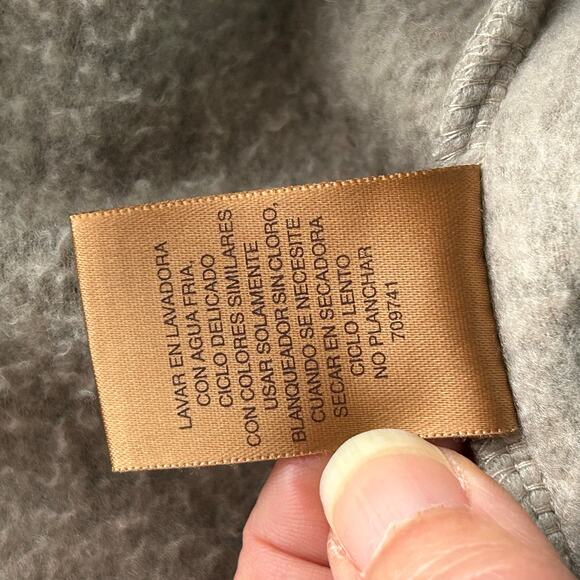 LAVAR EN LAVADORA
CON AGUA FRIA,
CICLO DELICADO
CON COLORES SIMILARES
USAR SOLAMENTE
BLANQUEADOR SIN CLORO,
CUANDO SE NECESITE
SECAR EN SECADORA
CICLO LENTO
NO PLANCHAR
709741